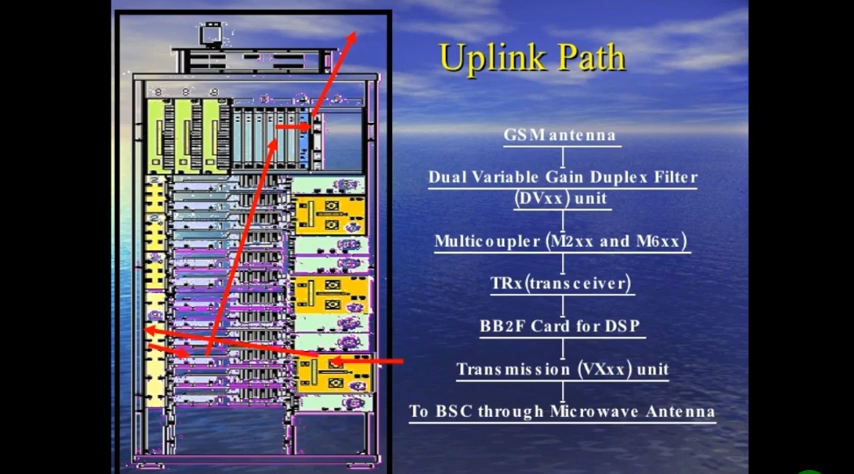 Uplink Path
GSM antenna
Dual Variable Gain Duplex Filter
(DVxx) unit
Multicoupler (M2xx and M6xx)
TRx(transceiver)
BB2F Card for DSP
Transmission (VXxx) unit
To BSC through Microwave Antenna